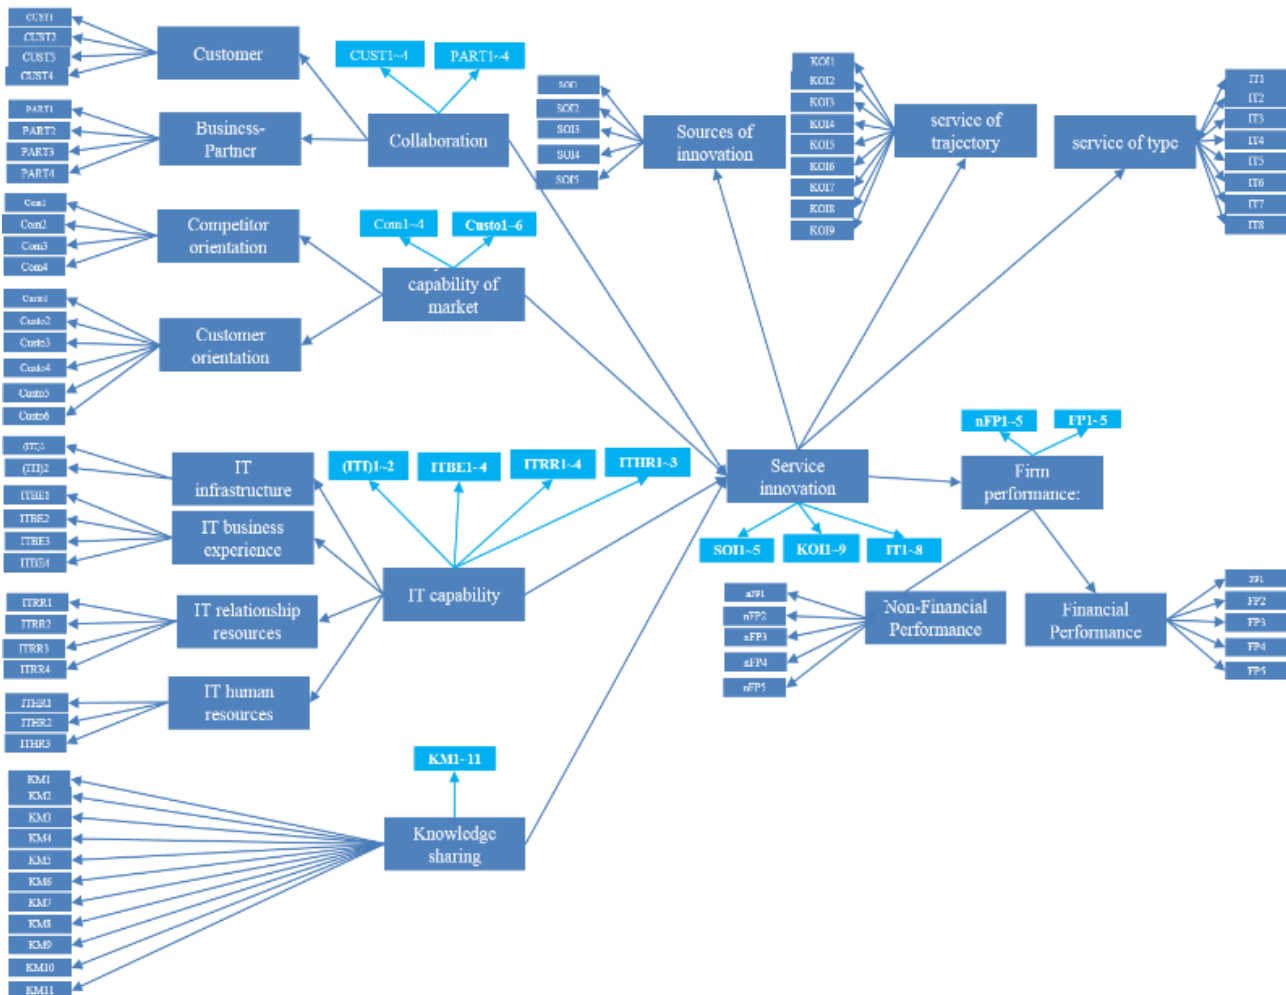 CUST1
CUST2
CUST3
CUST4
Customer
CUST1~4
PART1~4
PART1
PART2
PART3
PART4
Business-
Partner
Collaboration
SOI1
SOI2
SOI3
SOI4
SOI5
Sources of
innovation
KOI1
KOI2
KOI3
KOI4
KOI5
KOI6
KOI7
KOI8
KOI9
service of
trajectory
service of type
IT1
IT2
IT3
IT4
IT5
IT6
IT7
IT8
Com1
Com2
Com3
Com4
Competitor
orientation
Com1~4
Custo1~6
capability of
market
Custo1
Custo2
Custo3
Custo4
Custo5
Custo6
Customer
orientation
(ITI)1
(ITI)2
IT
infrastructure
ITBE1
ITBE2
ITBE3
ITBE4
IT business
experience
(ITI)1~2
ITBE1~4
ITRR1~4
ITHR1~3
IT capability
ITRR1
ITRR2
ITRR3
ITRR4
IT relationship
resources
ITHR1
ITHR2
ITHR3
IT human
resources
Service
innovation
SOI1~5
KOI1~9
IT1~8
nFP1~5
FP1~5
Firm
performance:
nFP1
nFP2
nFP3
nFP4
nFP5
Non-Financial
Performance
Financial
Performance
FP1
FP2
FP3
FP4
FP5
KM1~11
Knowledge
sharing
KM1
KM2
KM3
KM4
KM5
KM6
KM7
KM8
KM9
KM10
KM11